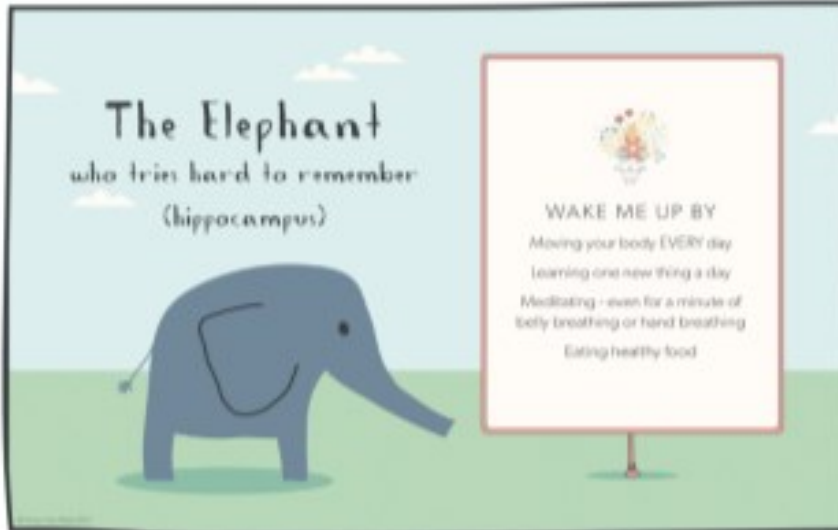 The Elephant
who tries hard to remember
(hippocampus)
WAKE ME UP BY
Moving your body EVERY day
Learning one new thing a day
Meditating - even for a minute of
belly breathing or hand breathing
Eating healthy food